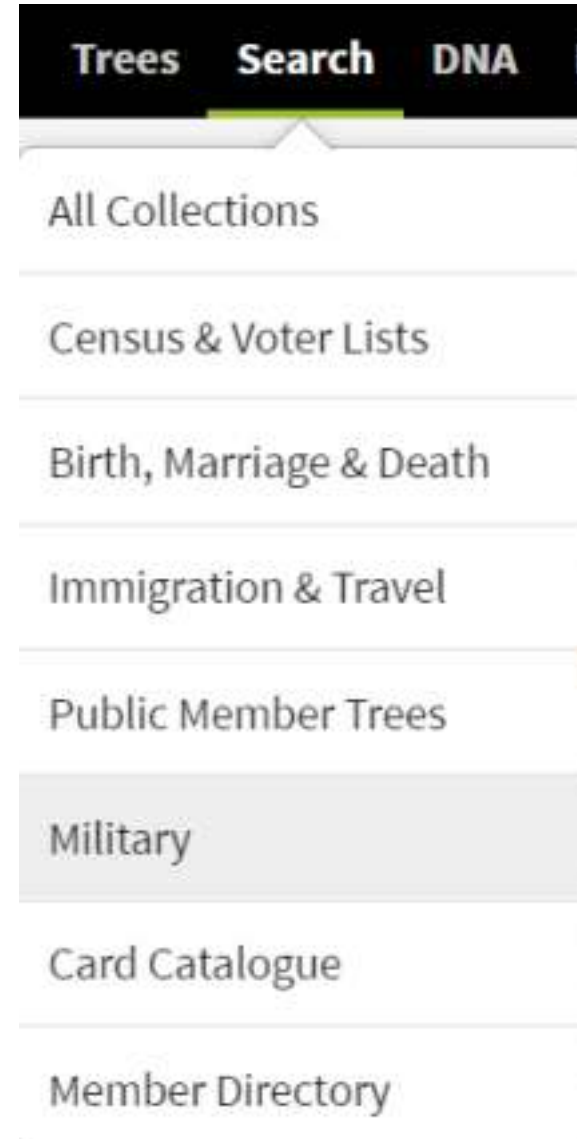 Trees Search DNA
All Collections
Census & Voter Lists
Birth, Marriage & Death
Immigration & Travel
Public Member Trees
Military
Card Catalogue
Member Directory